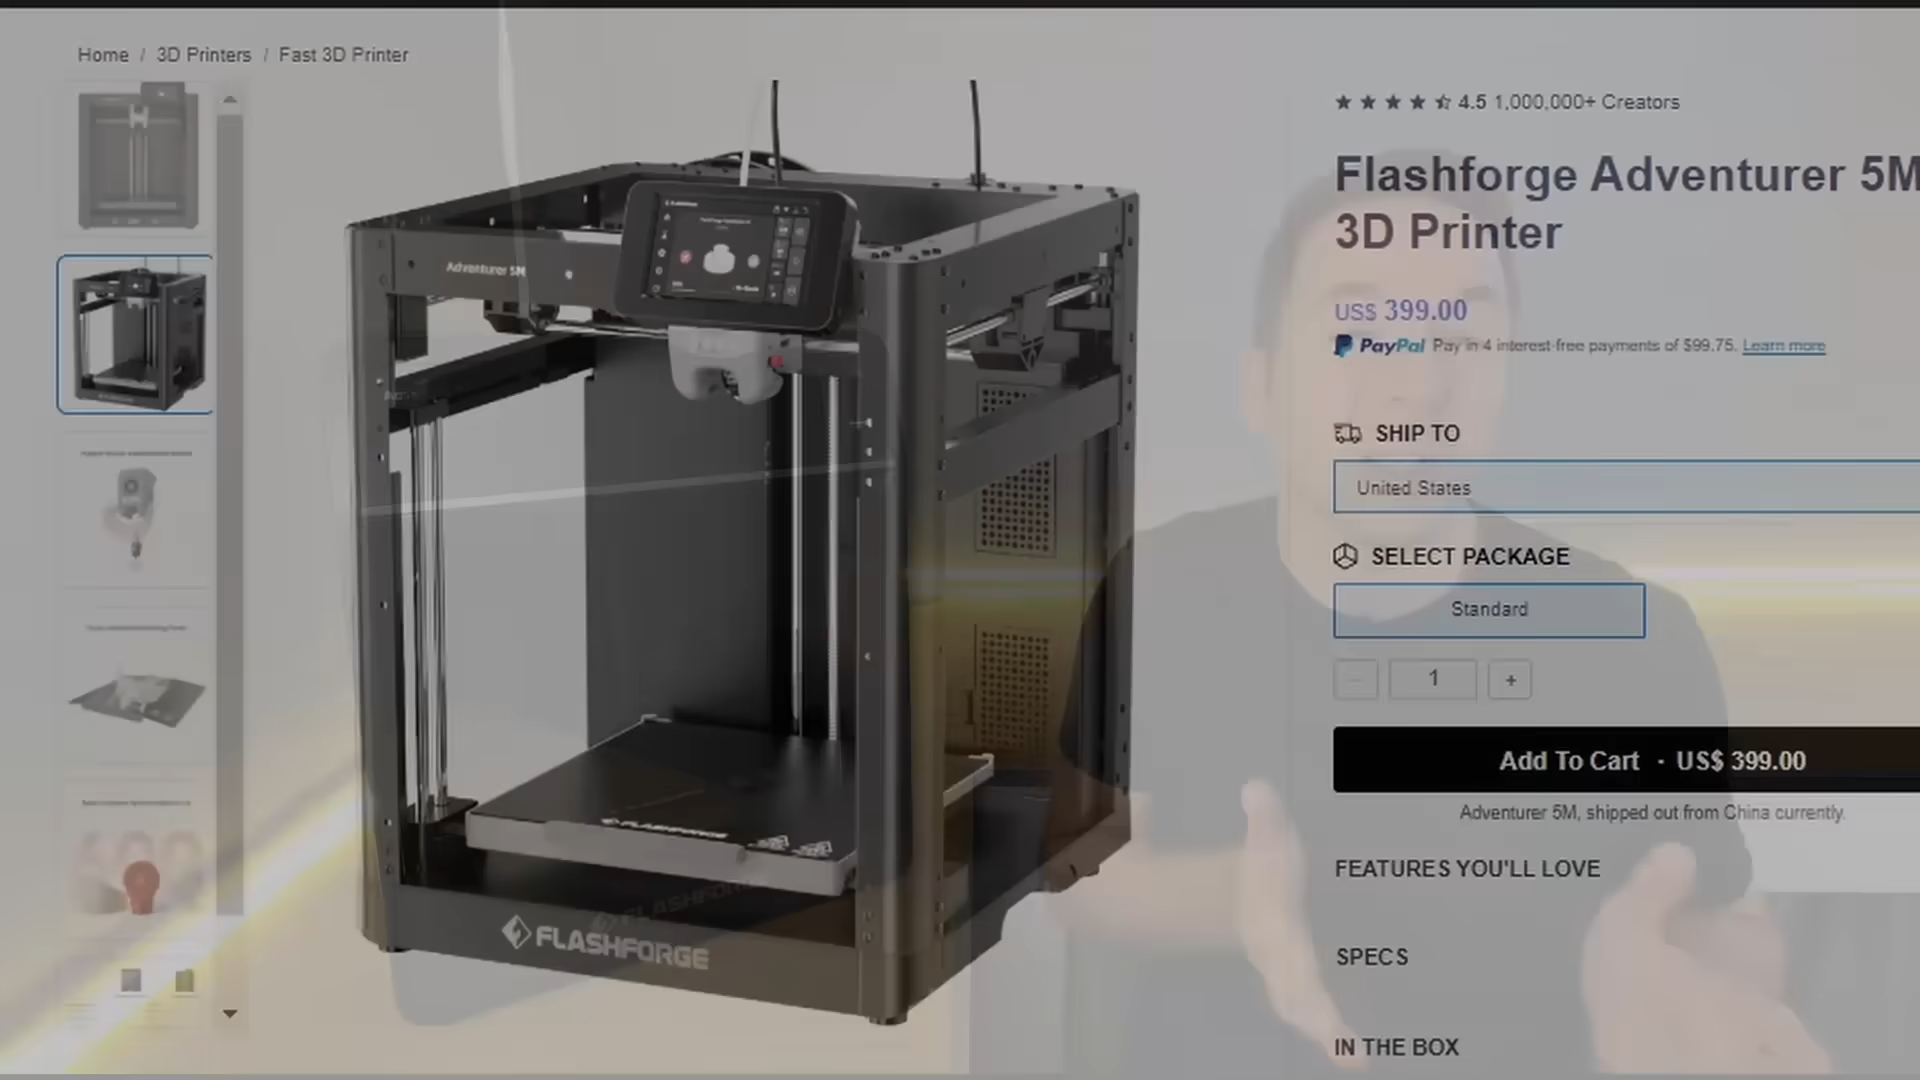 Home / 3D Printers / Fast 3D Printer
4.5 1,000,000+ Creators
Flashforge Adventurer 5M
3D Printer
US$ 399.00
PayPal Pay in 4 interest-free payments of $99.75. Learn more
SHIP TO
United States
SELECT PACKAGE
Standard
− 1 +
Add To Cart · US$ 399.00
Adventurer 5M, shipped out from China currently.
FEATURES YOU'LL LOVE
SPECS
IN THE BOX
Adventurer 5M
FLASHFORGE
FLASHFORGE
FLASHFORGE